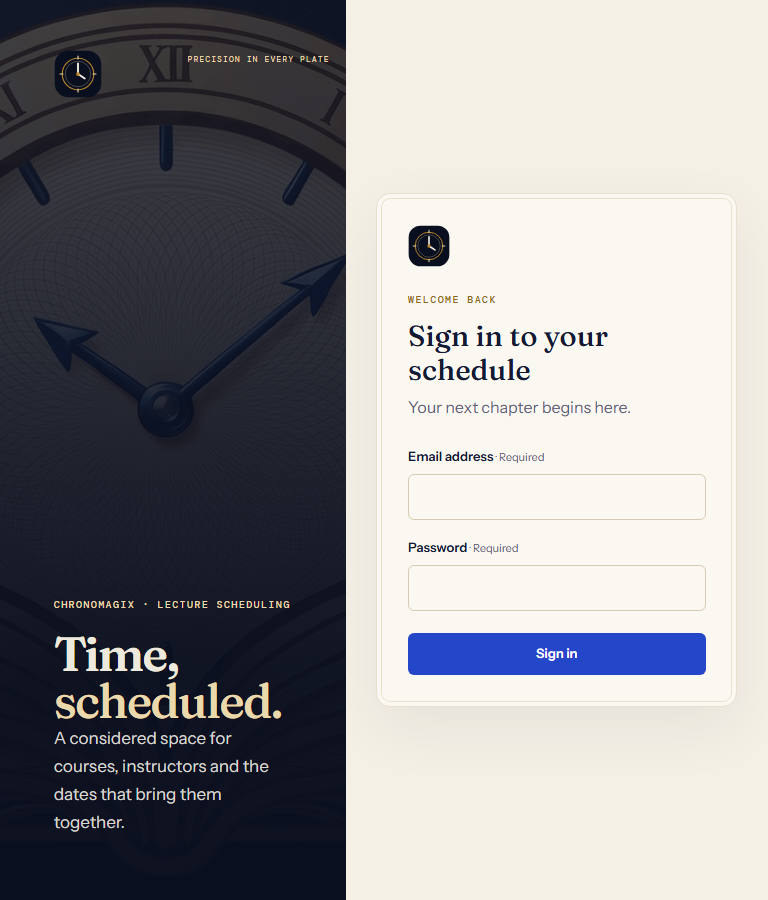 PRECISION IN EVERY PLATE
XII
XI
I
CHRONOMAGIX · LECTURE SCHEDULING
Time,
scheduled.
A considered space for
courses, instructors and the
dates that bring them
together.
WELCOME BACK
Sign in to your
schedule
Your next chapter begins here.
Email address · Required
Password · Required
Sign in